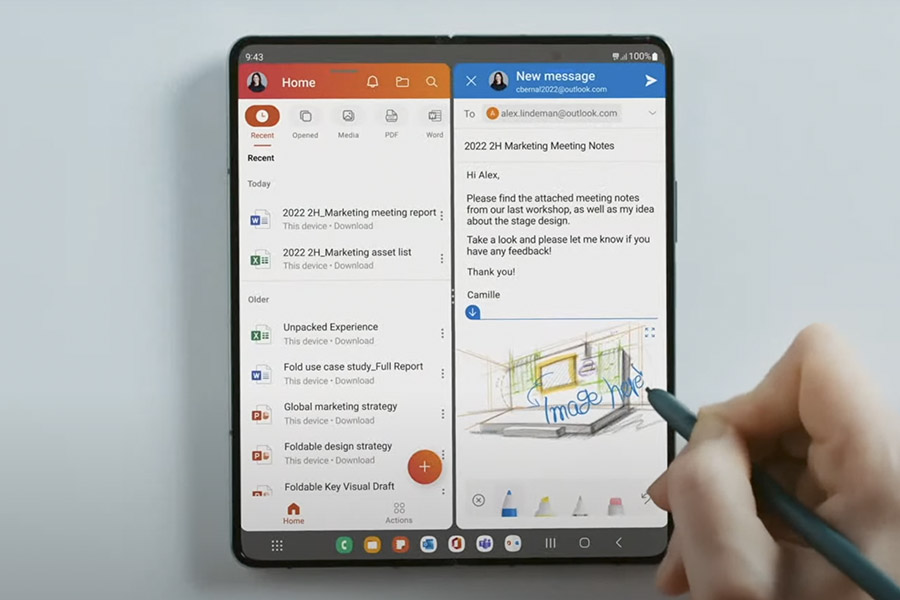 9:43
100%
Home
Recent
Opened
Media
PDF
Word
Recent
Today
2022 2H_Marketing meeting report
This device • Download
2022 2H_Marketing asset list
This device • Download
Older
Unpacked Experience
This device • Download
Fold use case study_Full Report
This device • Download
Global marketing strategy
This device • Download
Foldable design strategy
This device • Download
Foldable Key Visual Draft
Home
Actions
New message
cbernal2022@outlook.com
To
A
alex.lindeman@outlook.com
2022 2H Marketing Meeting Notes
Hi Alex,
Please find the attached meeting notes
from our last workshop, as well as my idea
about the stage design.
Take a look and please let me know if you
have any feedback!
Thank you!
Camille
Image here